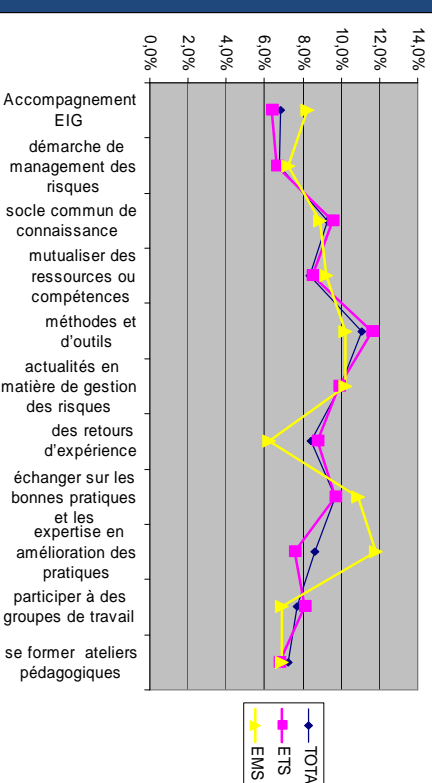 0,0%
2,0%
4,0%
6,0%
8,0%
10,0%
12,0%
14,0%
Accompagnement
EIG
démarche de
management des
risques
socle commun de
connaissance
mutualiser des
ressources ou
compétences
méthodes et
d'outils
actualités en
matière de gestion
des risques
des retours
d'expérience
échanger sur les
bonnes pratiques
et les
expertise en
amélioration des
pratiques
participer à des
groupes de travail
se former ateliers
pédagogiques
TOTA
ETS
EMS